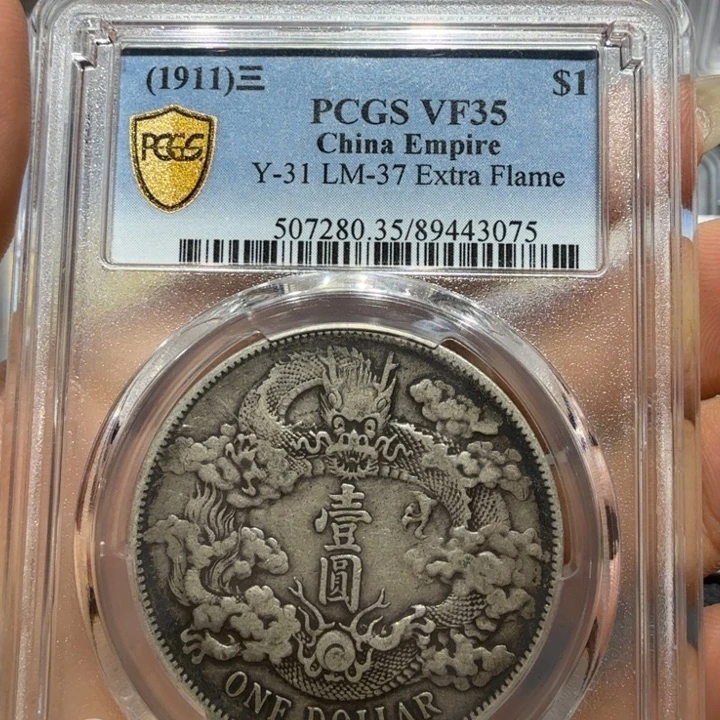 (1911)三 $1
PCGS
PCGS VF35
China Empire
Y-31 LM-37 Extra Flame
507280.35/89443075
壹
圓
ONE DOLLAR